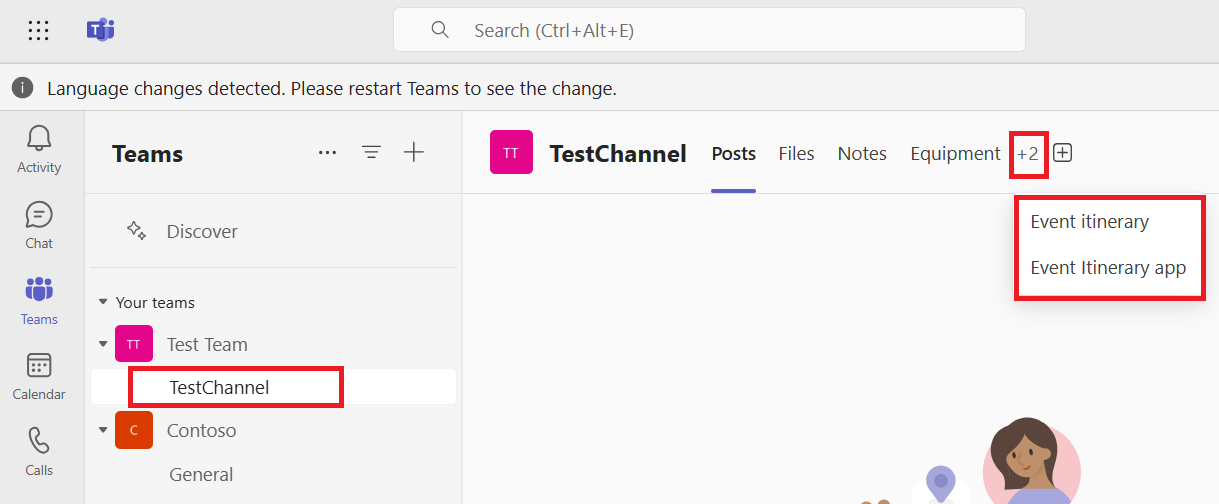 Search (Ctrl+Alt+E)
Language changes detected. Please restart Teams to see the change.
Activity
Chat
Teams
Calendar
Calls
Teams
Discover
Your teams
TT Test Team
TestChannel
C Contoso
General
TT TestChannel Posts Files Notes Equipment +2
Event itinerary
Event Itinerary app